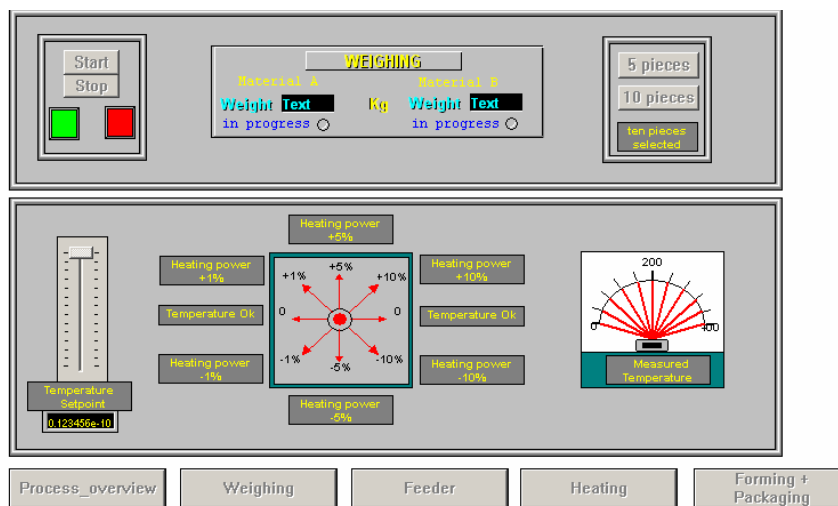 Start
Stop
WEIGHING
Material A Material B
Weight Text Kg Weight Text
in progress in progress
5 pieces
10 pieces
ten pieces
selected
Heating power
+5%
Heating power
+1%
Heating power
+10%
+1% +5% +10%
Temperature Ok
0 0
Temperature Ok
-1% -5% -10%
Heating power
-1%
Heating power
-10%
Heating power
-5%
Temperature
Setpoint
0.123456e-10
200
0 400
Measured
Temperature
Process_overview
Weighing
Feeder
Heating
Forming +
Packaging